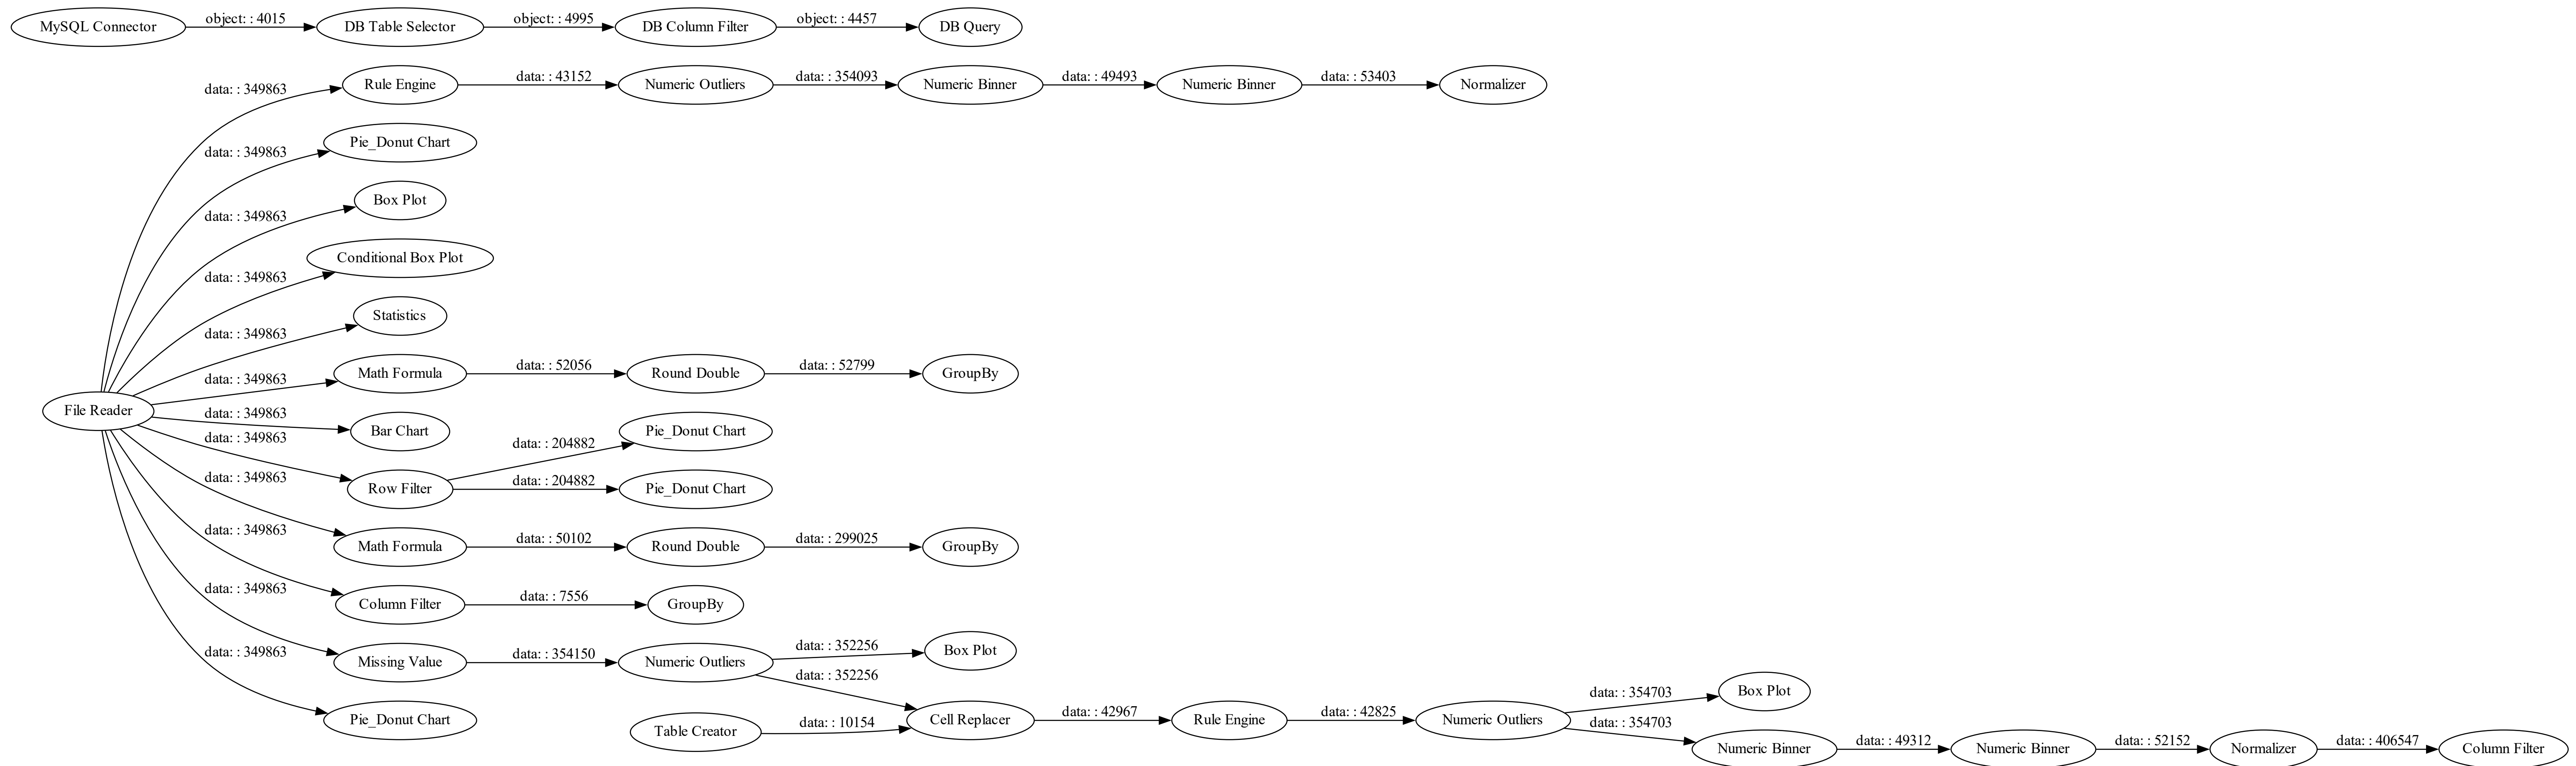 MySQL Connector object: : 4015 DB Table Selector object: : 4995 DB Column Filter object: : 4457 DB Query
data: : 349863 Rule Engine data: : 43152 Numeric Outliers data: : 354093 Numeric Binner data: : 49493 Numeric Binner data: : 53403 Normalizer
data: : 349863 Pie_Donut Chart
data: : 349863 Box Plot
data: : 349863 Conditional Box Plot
data: : 349863 Statistics
data: : 349863 Math Formula data: : 52056 Round Double data: : 52799 GroupBy
File Reader
data: : 349863 Bar Chart
data: : 349863 Row Filter data: : 204882 Pie_Donut Chart
data: : 204882 Pie_Donut Chart
data: : 349863 Math Formula data: : 50102 Round Double data: : 299025 GroupBy
data: : 349863 Column Filter data: : 7556 GroupBy
data: : 349863 Missing Value data: : 354150 Numeric Outliers data: : 352256 Box Plot
data: : 352256
data: : 349863 Pie_Donut Chart
Table Creator data: : 10154 Cell Replacer data: : 42967 Rule Engine data: : 42825 Numeric Outliers data: : 354703 Box Plot
data: : 354703 Numeric Binner data: : 49312 Numeric Binner data: : 52152 Normalizer data: : 406547 Column Filter